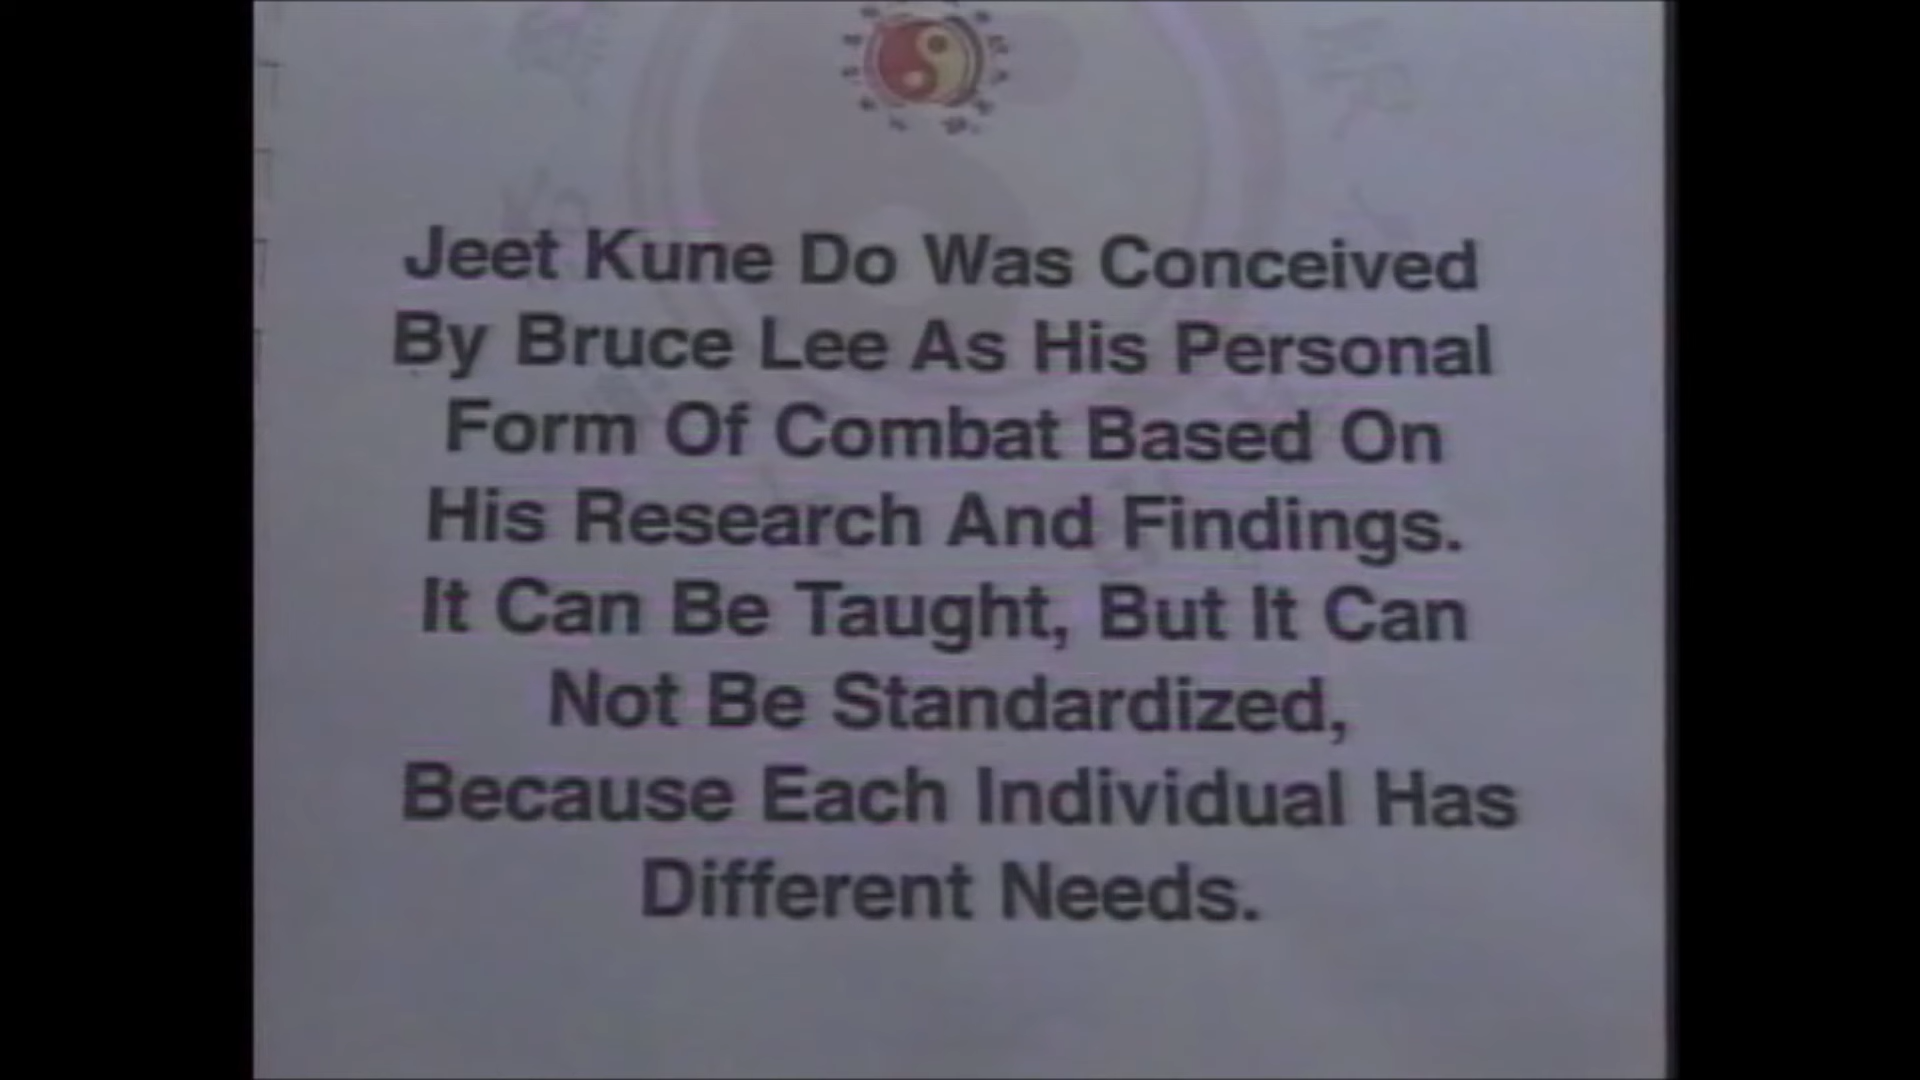 Jeet Kune Do Was Conceived
By Bruce Lee As His Personal
Form Of Combat Based On
His Research And Findings.
It Can Be Taught, But It Can
Not Be Standardized,
Because Each Individual Has
Different Needs.